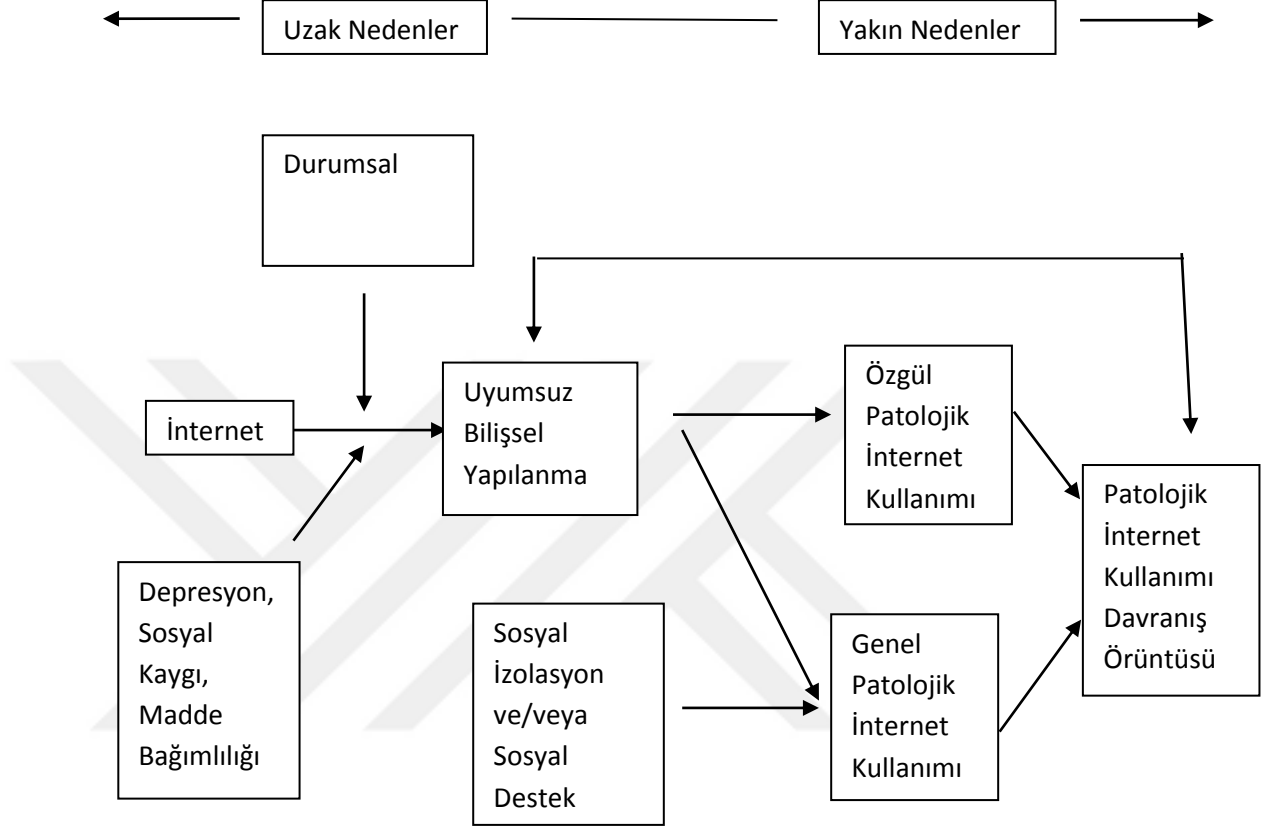 Uzak Nedenler
Yakın Nedenler
Durumsal
İnternet
Uyumsuz
Bilişsel
Yapılanma
Özgül
Patolojik
İnternet
Kullanımı
Patolojik
İnternet
Kullanımı
Davranış
Örüntüsü
Depresyon,
Sosyal
Kaygı,
Madde
Bağımlılığı
Sosyal
İzolasyon
ve/veya
Sosyal
Destek
Genel
Patolojik
İnternet
Kullanımı